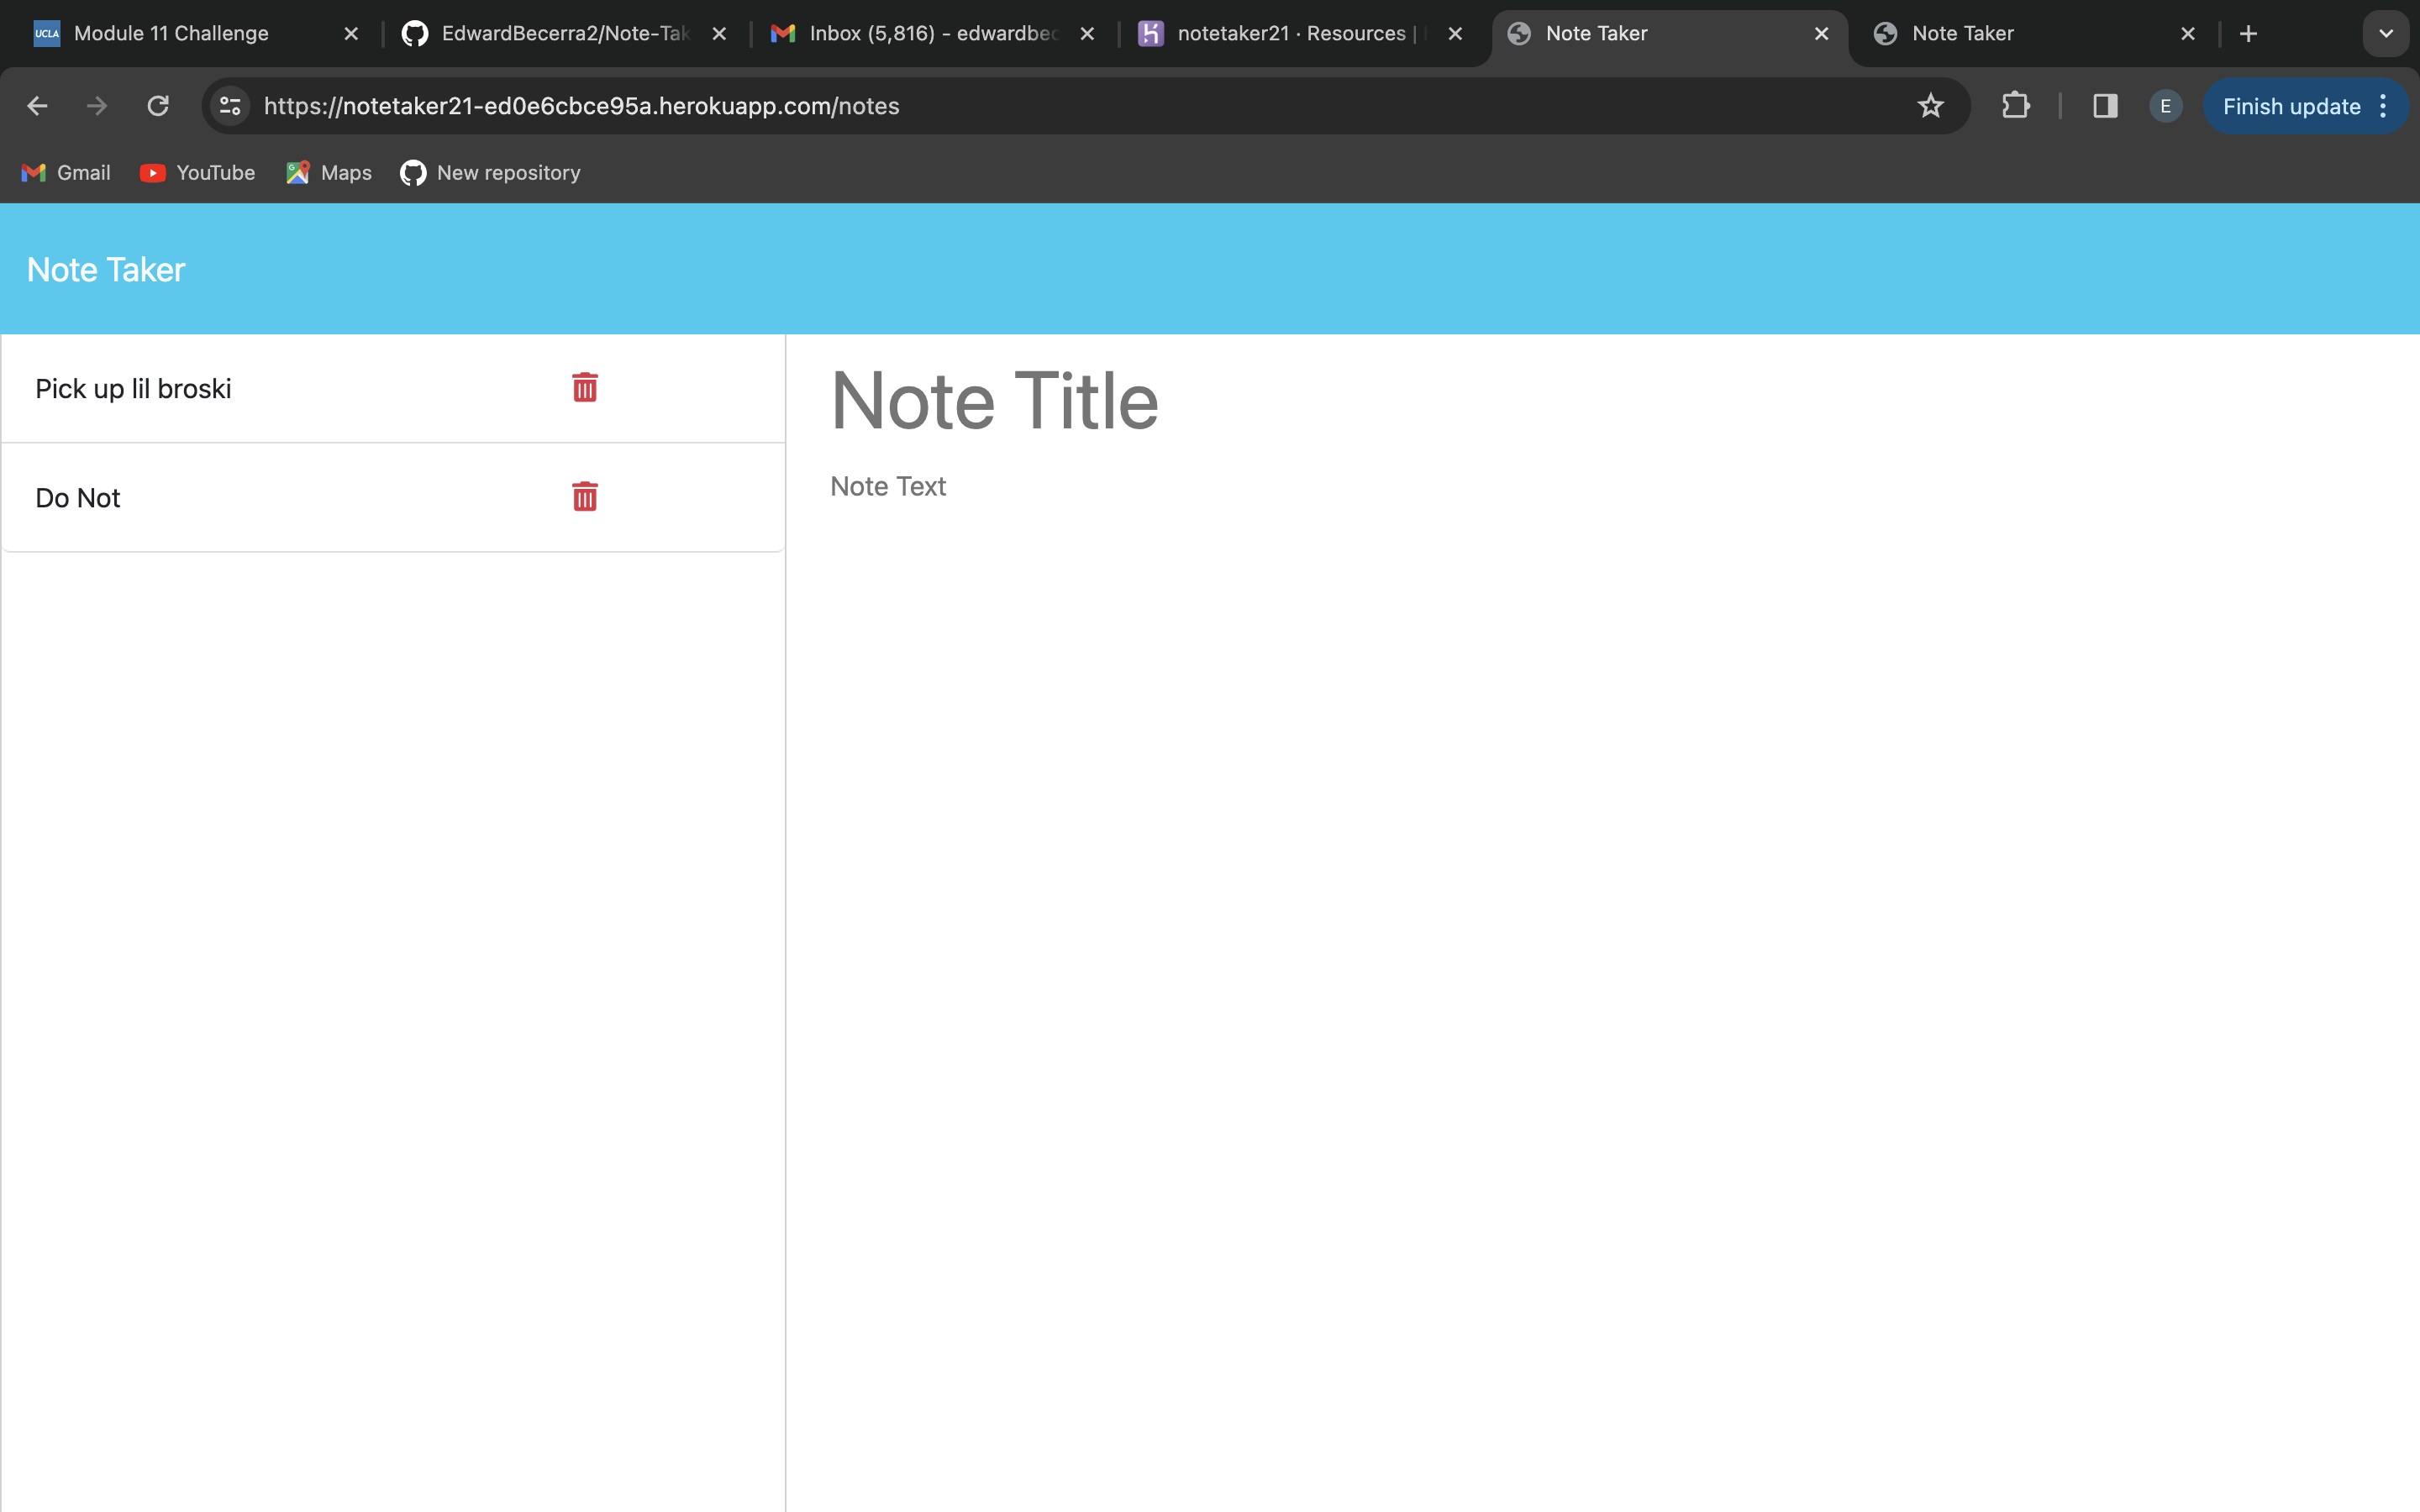 UCLA Module 11 Challenge
EdwardBecerra2/Note-Tak
Inbox (5,816) - edwardbec
notetaker21 · Resources |
Note Taker
Note Taker
https://notetaker21-ed0e6cbce95a.herokuapp.com/notes
E
Finish update
Gmail
YouTube
Maps
New repository
Note Taker
Pick up lil broski
Do Not
Note Title
Note Text